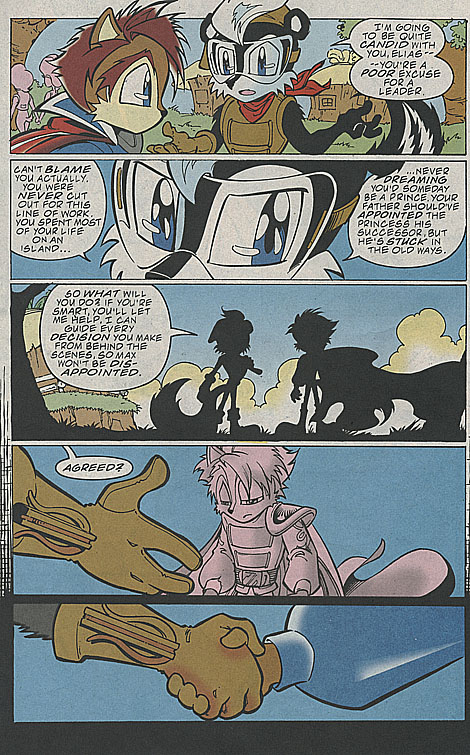 I'M GOING
TO BE QUITE
CANDID WITH
YOU, ELIAS--
--YOU'RE A
POOR EXCUSE
FOR A
LEADER.
CAN'T BLAME
YOU ACTUALLY.
YOU WERE
NEVER CUT
OUT FOR THIS
LINE OF WORK.
YOU SPENT MOST
OF YOUR LIFE
ON AN
ISLAND...
...NEVER
DREAMING
YOU'D SOMEDAY
BE A PRINCE. YOUR
FATHER SHOULD'VE
APPOINTED THE
PRINCESS HIS
SUCCESSOR, BUT
HE'S STUCK IN
THE OLD WAYS.
SO WHAT WILL
YOU DO? IF YOU'RE
SMART, YOU'LL LET
ME HELP. I CAN
GUIDE EVERY
DECISION YOU MAKE
FROM BEHIND THE
SCENES, SO MAX
WON'T BE DIS-
APPOINTED.
AGREED?